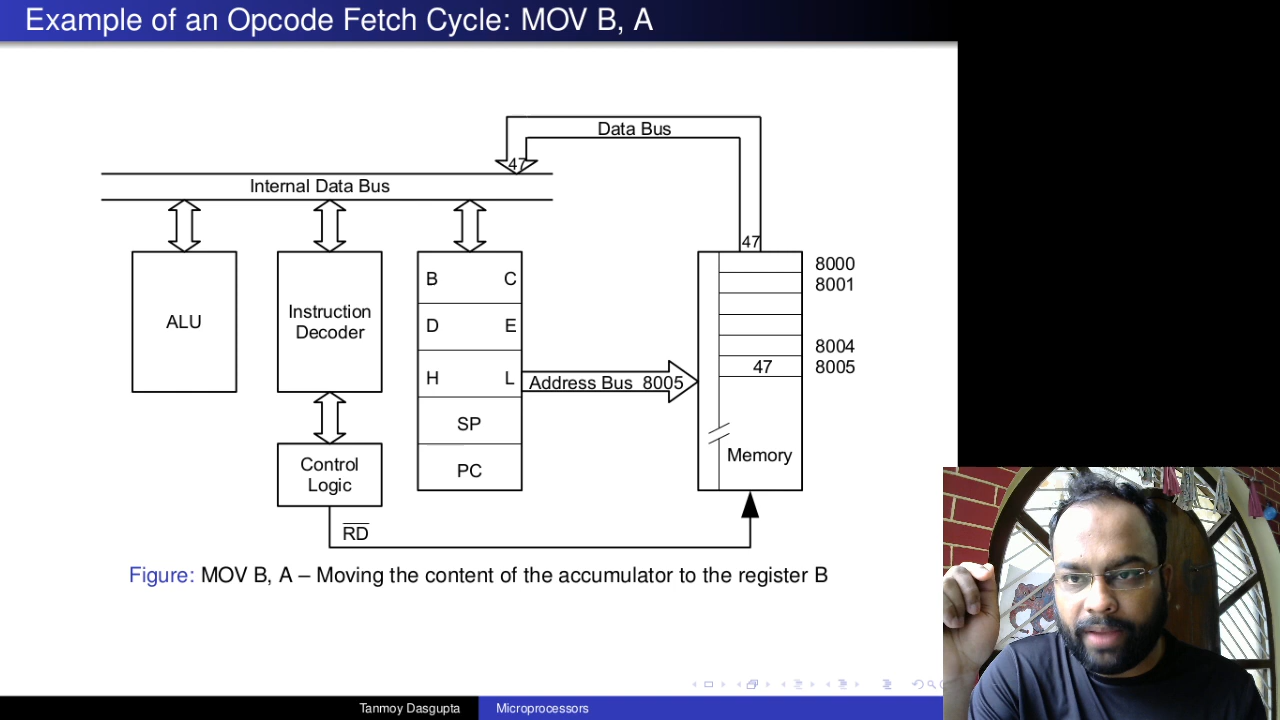 Example of an Opcode Fetch Cycle: MOV B, A
Data Bus
47
Internal Data Bus
47
8000
8001
8004
8005
47
ALU
Instruction
Decoder
B C
D E
H L
SP
PC
Address Bus 8005
Memory
Control
Logic
RD
Figure: MOV B, A – Moving the content of the accumulator to the register B
Tanmoy Dasgupta
Microprocessors